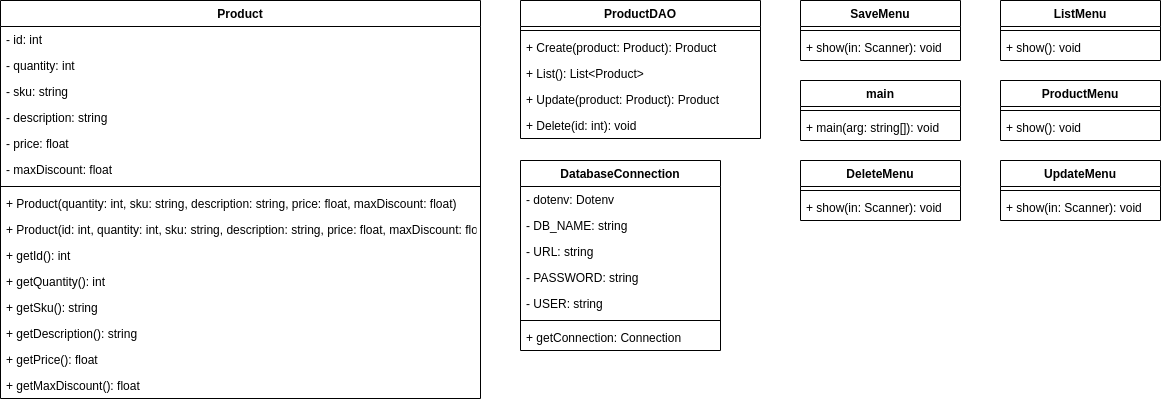 Product
- id: int
- quantity: int
- sku: string
- description: string
- price: float
- maxDiscount: float
+ Product(quantity: int, sku: string, description: string, price: float, maxDiscount: float)
+ Product(id: int, quantity: int, sku: string, description: string, price: float, maxDiscount: flo
+ getId(): int
+ getQuantity(): int
+ getSku(): string
+ getDescription(): string
+ getPrice(): float
+ getMaxDiscount(): float
ProductDAO
+ Create(product: Product): Product
+ List(): List<Product>
+ Update(product: Product): Product
+ Delete(id: int): void
DatabaseConnection
- dotenv: Dotenv
- DB_NAME: string
- URL: string
- PASSWORD: string
- USER: string
+ getConnection: Connection
SaveMenu
+ show(in: Scanner): void
ListMenu
+ show(): void
main
+ main(arg: string[]): void
ProductMenu
+ show(): void
DeleteMenu
+ show(in: Scanner): void
UpdateMenu
+ show(in: Scanner): void